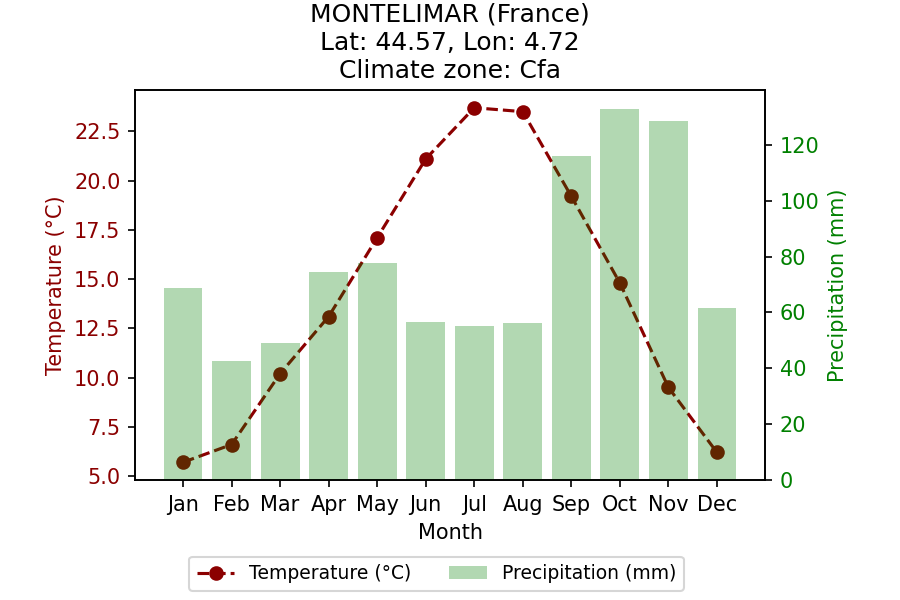 MONTELIMAR (France)
Lat: 44.57, Lon: 4.72
Climate zone: Cfa
Temperature (°C)
22.5
20.0
17.5
15.0
12.5
10.0
7.5
5.0
120
100
80
60
40
20
0
Precipitation (mm)
Jan Feb Mar Apr May Jun Jul Aug Sep Oct Nov Dec
Month
Temperature (°C) Precipitation (mm)